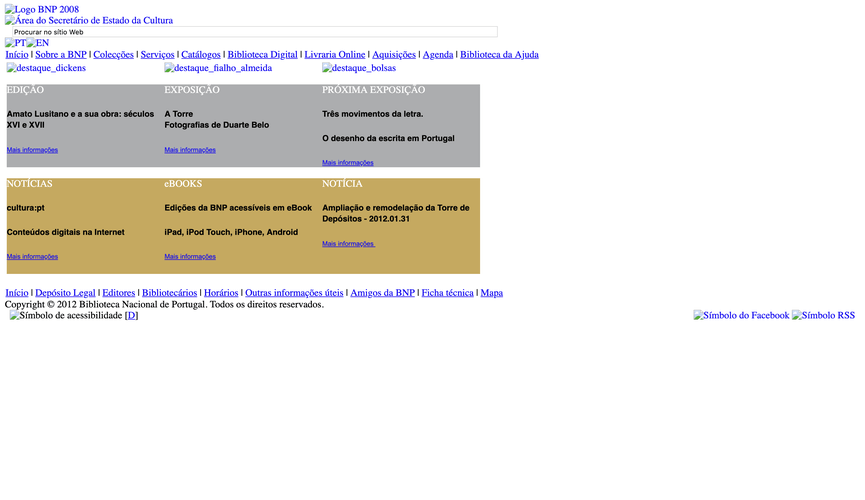 Logo BNP 2008
Área do Secretário de Estado da Cultura
Procurar no sítio Web
PT EN
Início | Sobre a BNP | Colecções | Serviços | Catálogos | Biblioteca Digital | Livraria Online | Aquisições | Agenda | Biblioteca da Ajuda
destaque_dickens destaque_fialho_almeida destaque_bolsas
EDIÇÃO
Amato Lusitano e a sua obra: séculos
XVI e XVII
Mais informações
EXPOSIÇÃO
A Torre
Fotografias de Duarte Belo
Mais informações
PRÓXIMA EXPOSIÇÃO
Três movimentos da letra.
O desenho da escrita em Portugal
Mais informações
NOTÍCIAS
cultura:pt
Conteúdos digitais na Internet
Mais informações
eBOOKS
Edições da BNP acessíveis em eBook
iPad, iPod Touch, iPhone, Android
Mais informações
NOTÍCIA
Ampliação e remodelação da Torre de
Depósitos - 2012.01.31
Mais informações
Início | Depósito Legal | Editores | Bibliotecários | Horários | Outras informações úteis | Amigos da BNP | Ficha técnica | Mapa
Copyright © 2012 Biblioteca Nacional de Portugal. Todos os direitos reservados.
Símbolo de acessibilidade [D] Símbolo do Facebook Símbolo RSS